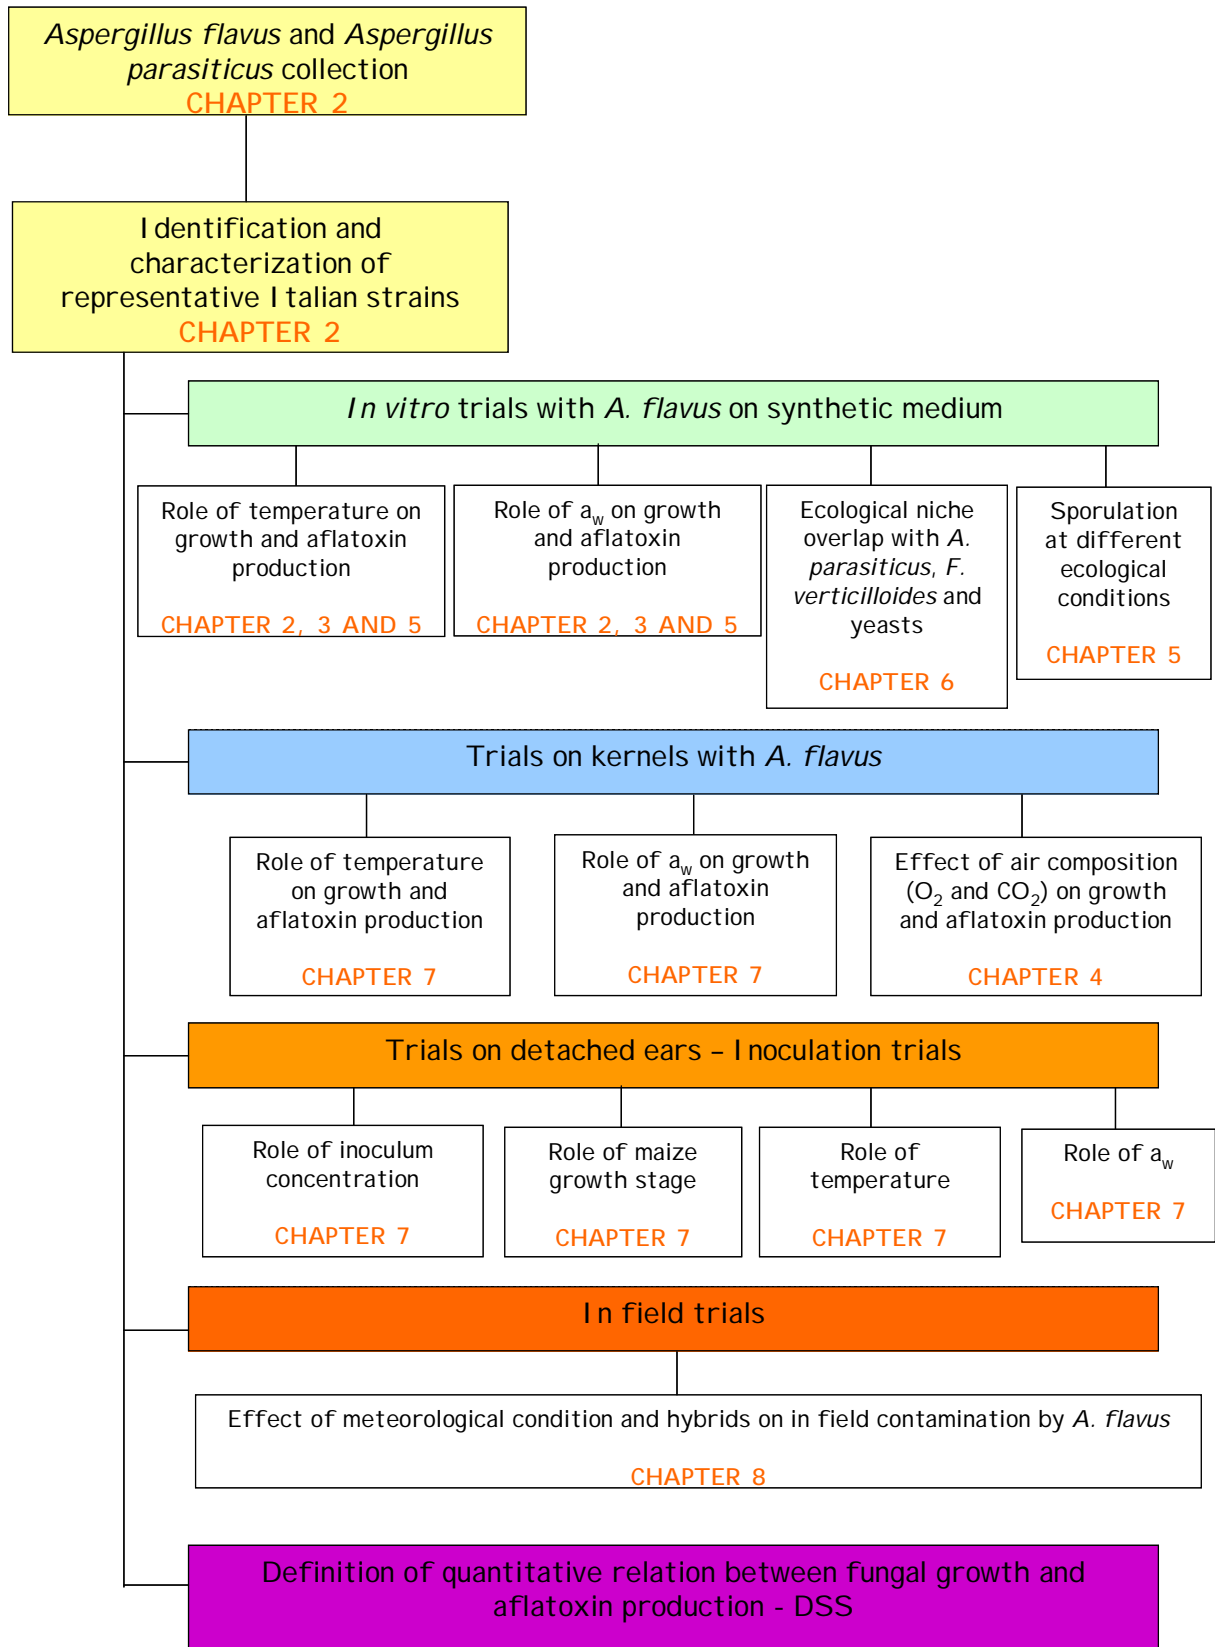 Aspergillus flavus and Aspergillus
parasiticus collection
CHAPTER 2
Identification and
characterization of
representative Italian strains
CHAPTER 2
In vitro trials with A. flavus on synthetic medium
Role of temperature on
growth and aflatoxin
production
CHAPTER 2, 3 AND 5
Role of aw on growth
and aflatoxin
production
CHAPTER 2, 3 AND 5
Ecological niche
overlap with A.
parasiticus, F.
verticilloides and
yeasts
CHAPTER 6
Sporulation
at different
ecological
conditions
CHAPTER 5
Trials on kernels with A. flavus
Role of temperature
on growth and
aflatoxin production
CHAPTER 7
Role of aw on growth
and aflatoxin
production
CHAPTER 7
Effect of air composition
(O2 and CO2) on growth
and aflatoxin production
CHAPTER 4
Trials on detached ears – Inoculation trials
Role of inoculum
concentration
CHAPTER 7
Role of maize
growth stage
CHAPTER 7
Role of
temperature
CHAPTER 7
Role of aw
CHAPTER 7
In field trials
Effect of meteorological condition and hybrids on in field contamination by A. flavus
CHAPTER 8
Definition of quantitative relation between fungal growth and
aflatoxin production - DSS